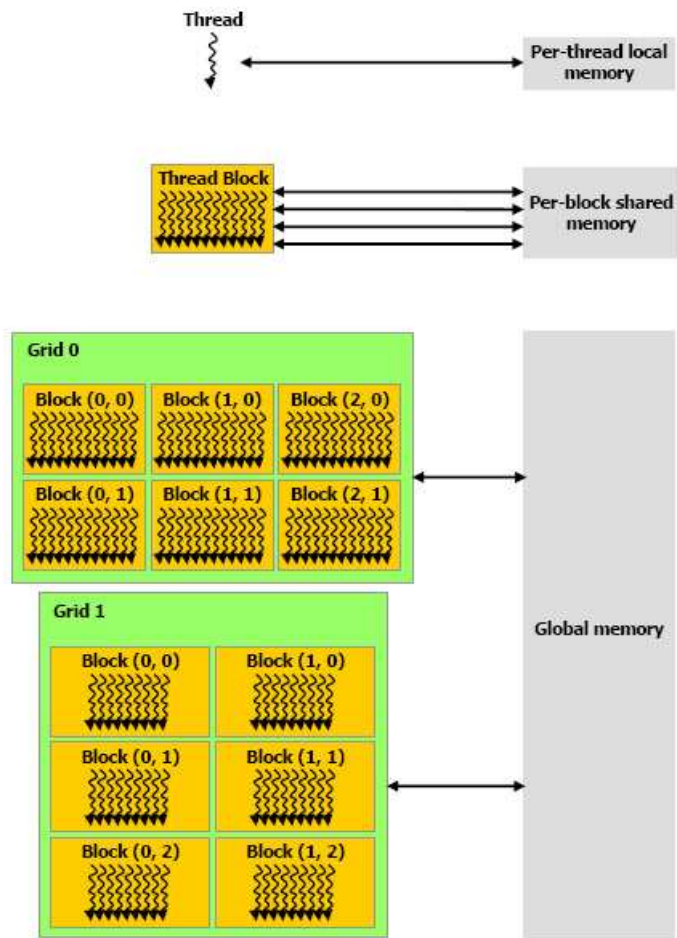 Thread
Per-thread local
memory
Thread Block
Per-block shared
memory
Grid 0
Block (0, 0) Block (1, 0) Block (2, 0)
Block (0, 1) Block (1, 1) Block (2, 1)
Grid 1
Block (0, 0) Block (1, 0)
Global memory
Block (0, 1) Block (1, 1)
Block (0, 2) Block (1, 2)